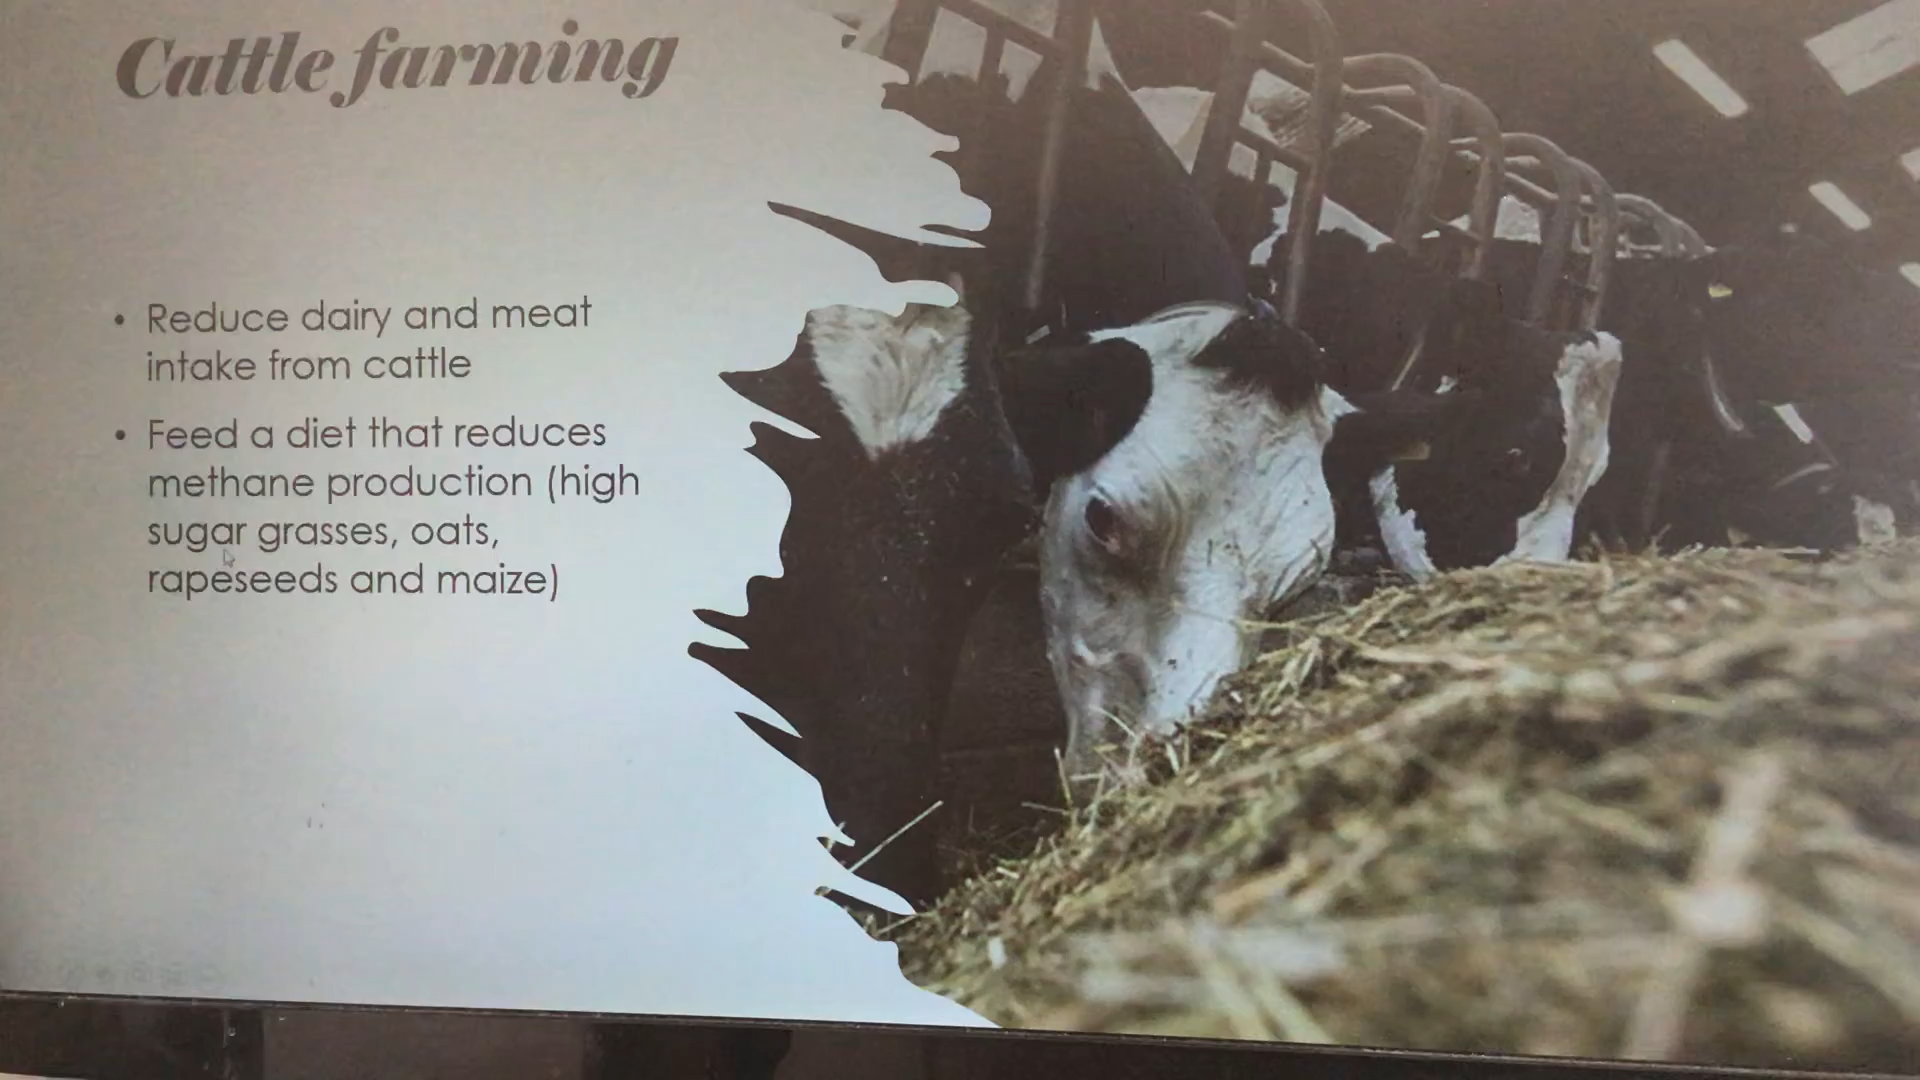 Cattle farming
• Reduce dairy and meat
intake from cattle
• Feed a diet that reduces
methane production (high
sugar grasses, oats,
rapeseeds and maize)